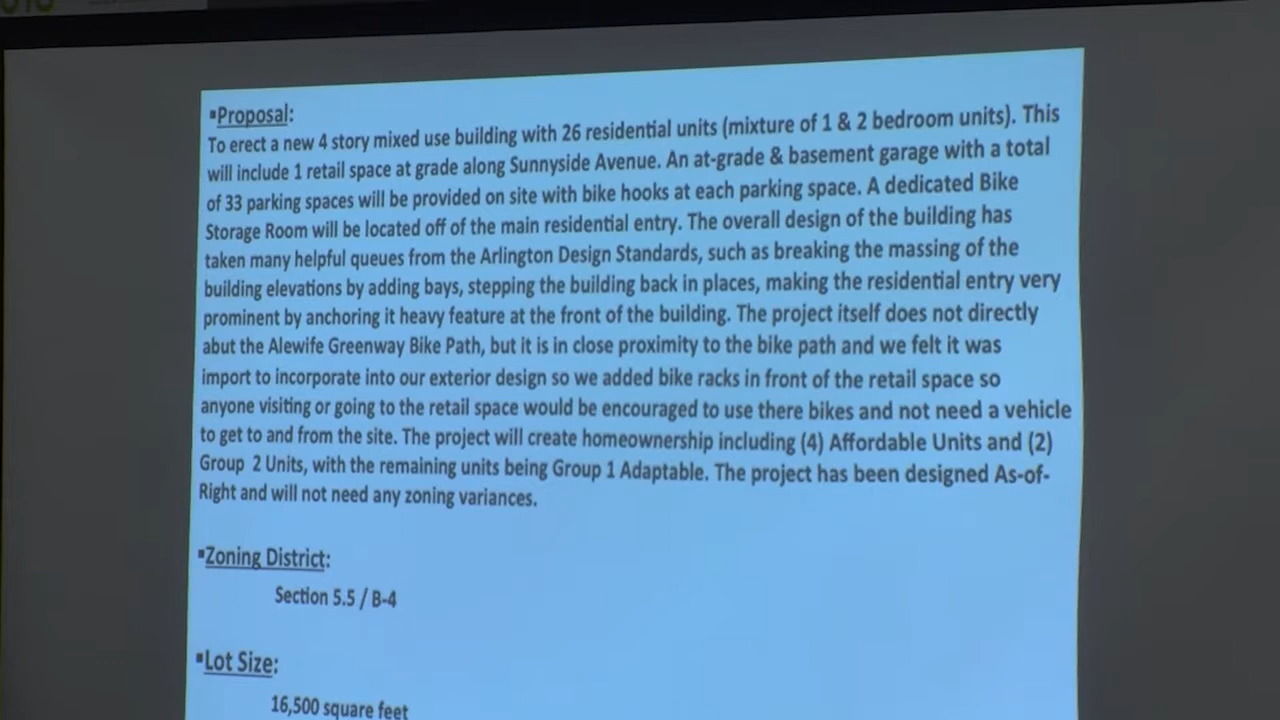 ▪Proposal:
To erect a new 4 story mixed use building with 26 residential units (mixture of 1 & 2 bedroom units). This
will include 1 retail space at grade along Sunnyside Avenue. An at-grade & basement garage with a total
of 33 parking spaces will be provided on site with bike hooks at each parking space. A dedicated Bike
Storage Room will be located off of the main residential entry. The overall design of the building has
taken many helpful queues from the Arlington Design Standards, such as breaking the massing of the
building elevations by adding bays, stepping the building back in places, making the residential entry very
prominent by anchoring it heavy feature at the front of the building. The project itself does not directly
abut the Alewife Greenway Bike Path, but it is in close proximity to the bike path and we felt it was
import to incorporate into our exterior design so we added bike racks in front of the retail space so
anyone visiting or going to the retail space would be encouraged to use there bikes and not need a vehicle
to get to and from the site. The project will create homeownership including (4) Affordable Units and (2)
Group 2 Units, with the remaining units being Group 1 Adaptable. The project has been designed As-of-
Right and will not need any zoning variances.
▪Zoning District:
Section 5.5 / B-4
▪Lot Size:
16,500 square feet